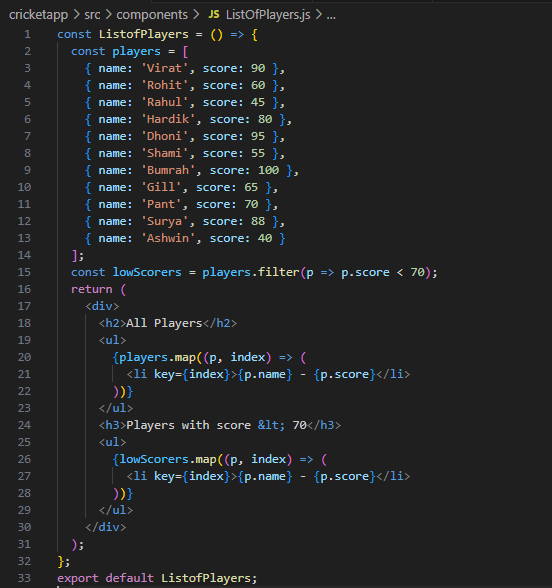 cricketapp > src > components > JS ListOfPlayers.js > ...
1 const ListofPlayers = () => {
2   const players = [
3     { name: 'Virat', score: 90 },
4     { name: 'Rohit', score: 60 },
5     { name: 'Rahul', score: 45 },
6     { name: 'Hardik', score: 80 },
7     { name: 'Dhoni', score: 95 },
8     { name: 'Shami', score: 55 },
9     { name: 'Bumrah', score: 100 },
10     { name: 'Gill', score: 65 },
11     { name: 'Pant', score: 70 },
12     { name: 'Surya', score: 88 },
13     { name: 'Ashwin', score: 40 }
14   ];
15   const lowScorers = players.filter(p => p.score < 70);
16   return (
17     <div>
18       <h2>All Players</h2>
19       <ul>
20         {players.map((p, index) => (
21           <li key={index}>{p.name} - {p.score}</li>
22         ))}
23       </ul>
24       <h3>Players with score &lt; 70</h3>
25       <ul>
26         {lowScorers.map((p, index) => (
27           <li key={index}>{p.name} - {p.score}</li>
28         ))}
29       </ul>
30     </div>
31   );
32 };
33 export default ListofPlayers;